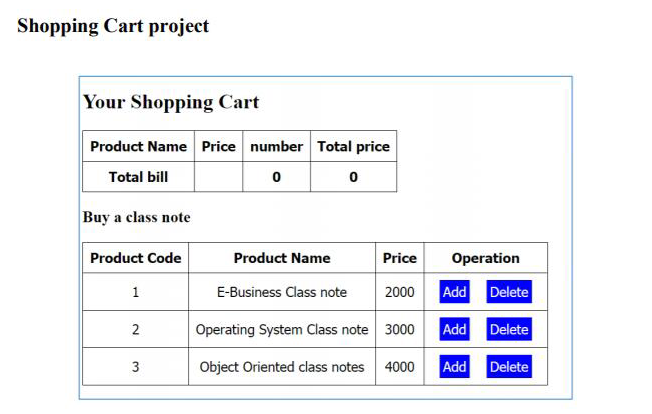 Shopping Cart project
Your Shopping Cart
Product Name Price number Total price
Total bill 0 0
Buy a class note
Product Code Product Name Price Operation
1 E-Business Class note 2000 Add Delete
2 Operating System Class note 3000 Add Delete
3 Object Oriented class notes 4000 Add Delete